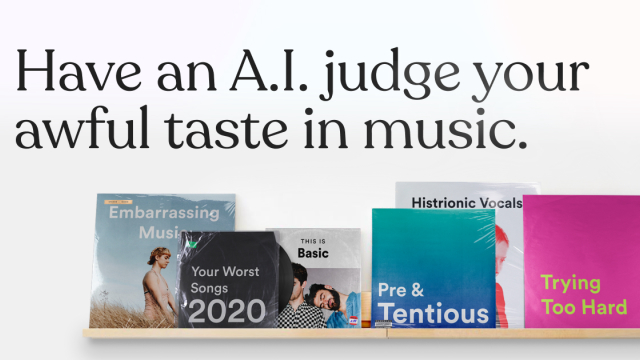 Have an A.I. judge your
awful taste in music.
Embarrassing
Music
Your Worst
Songs
2020
THIS IS
Basic
Histrionic Vocals
Pre &
Tentious
Trying
Too Hard